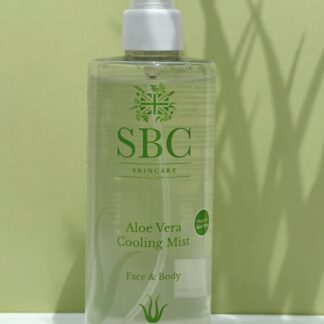 SBC
SKINCARE
Aloe Vera
Cooling Mist
Face & Body